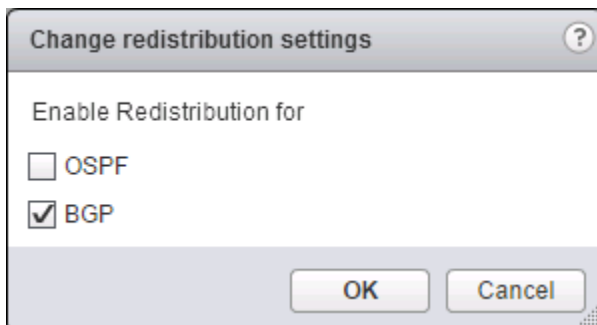 Change redistribution settings ?
Enable Redistribution for
OSPF
BGP
OK Cancel